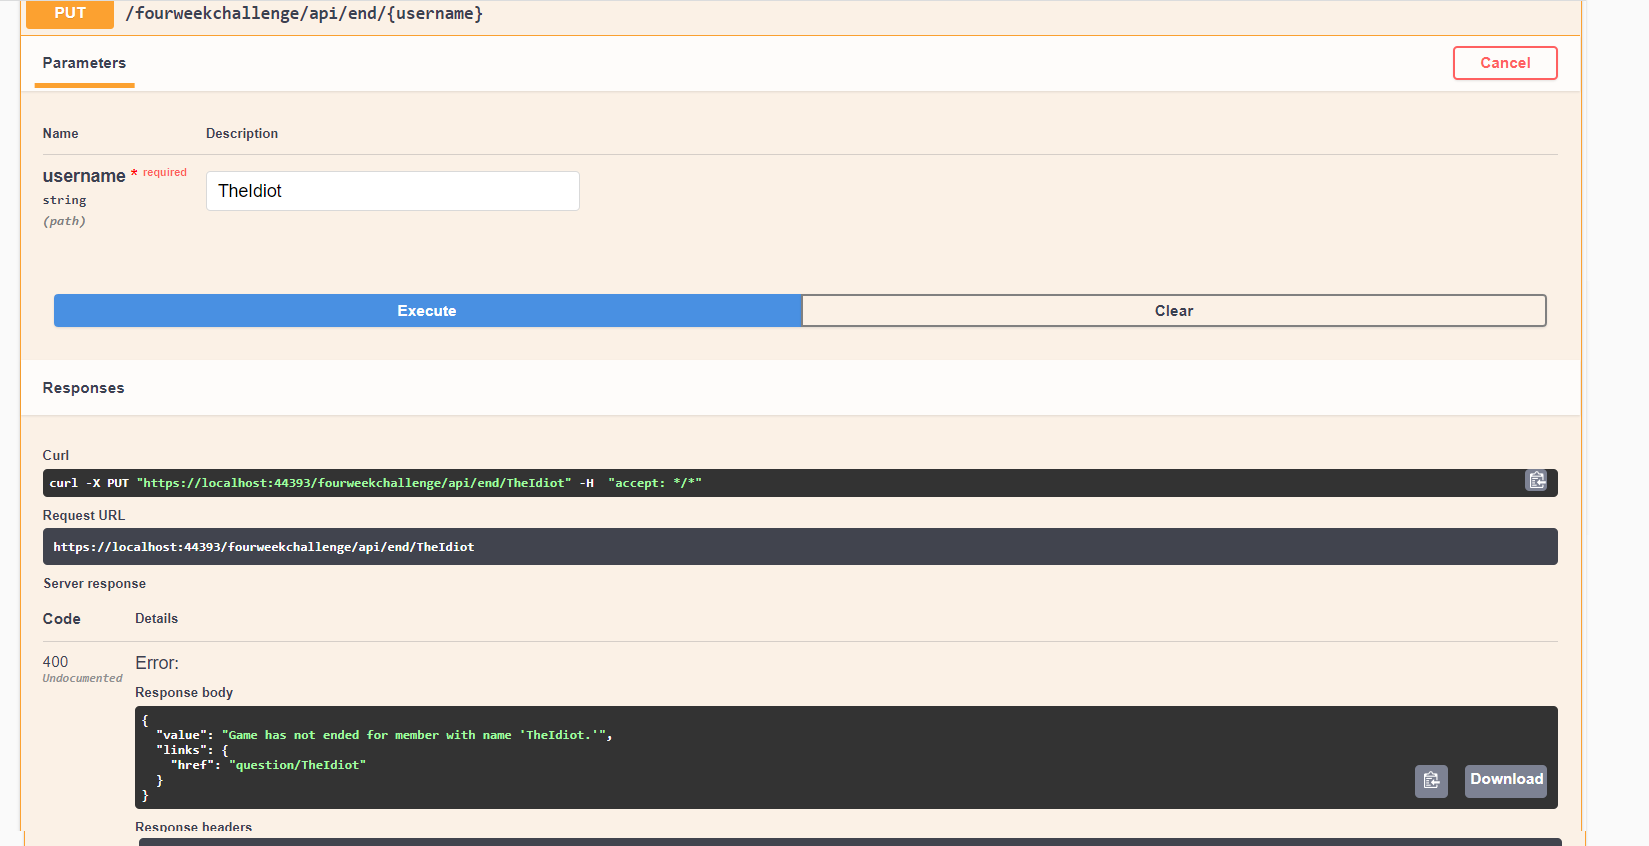 PUT /fourweekchallenge/api/end/{username}
Parameters
Cancel
Name Description
username * required
string
(path)
TheIdiot
Execute Clear
Responses
Curl
curl -X PUT "https://localhost:44393/fourweekchallenge/api/end/TheIdiot" -H  "accept: */*"
Request URL
https://localhost:44393/fourweekchallenge/api/end/TheIdiot
Server response
Code Details
400
Undocumented
Error:
Response body
{
  "value": "Game has not ended for member with name 'TheIdiot.'",
  "links": {
    "href": "question/TheIdiot"
  }
}
Download
Response headers